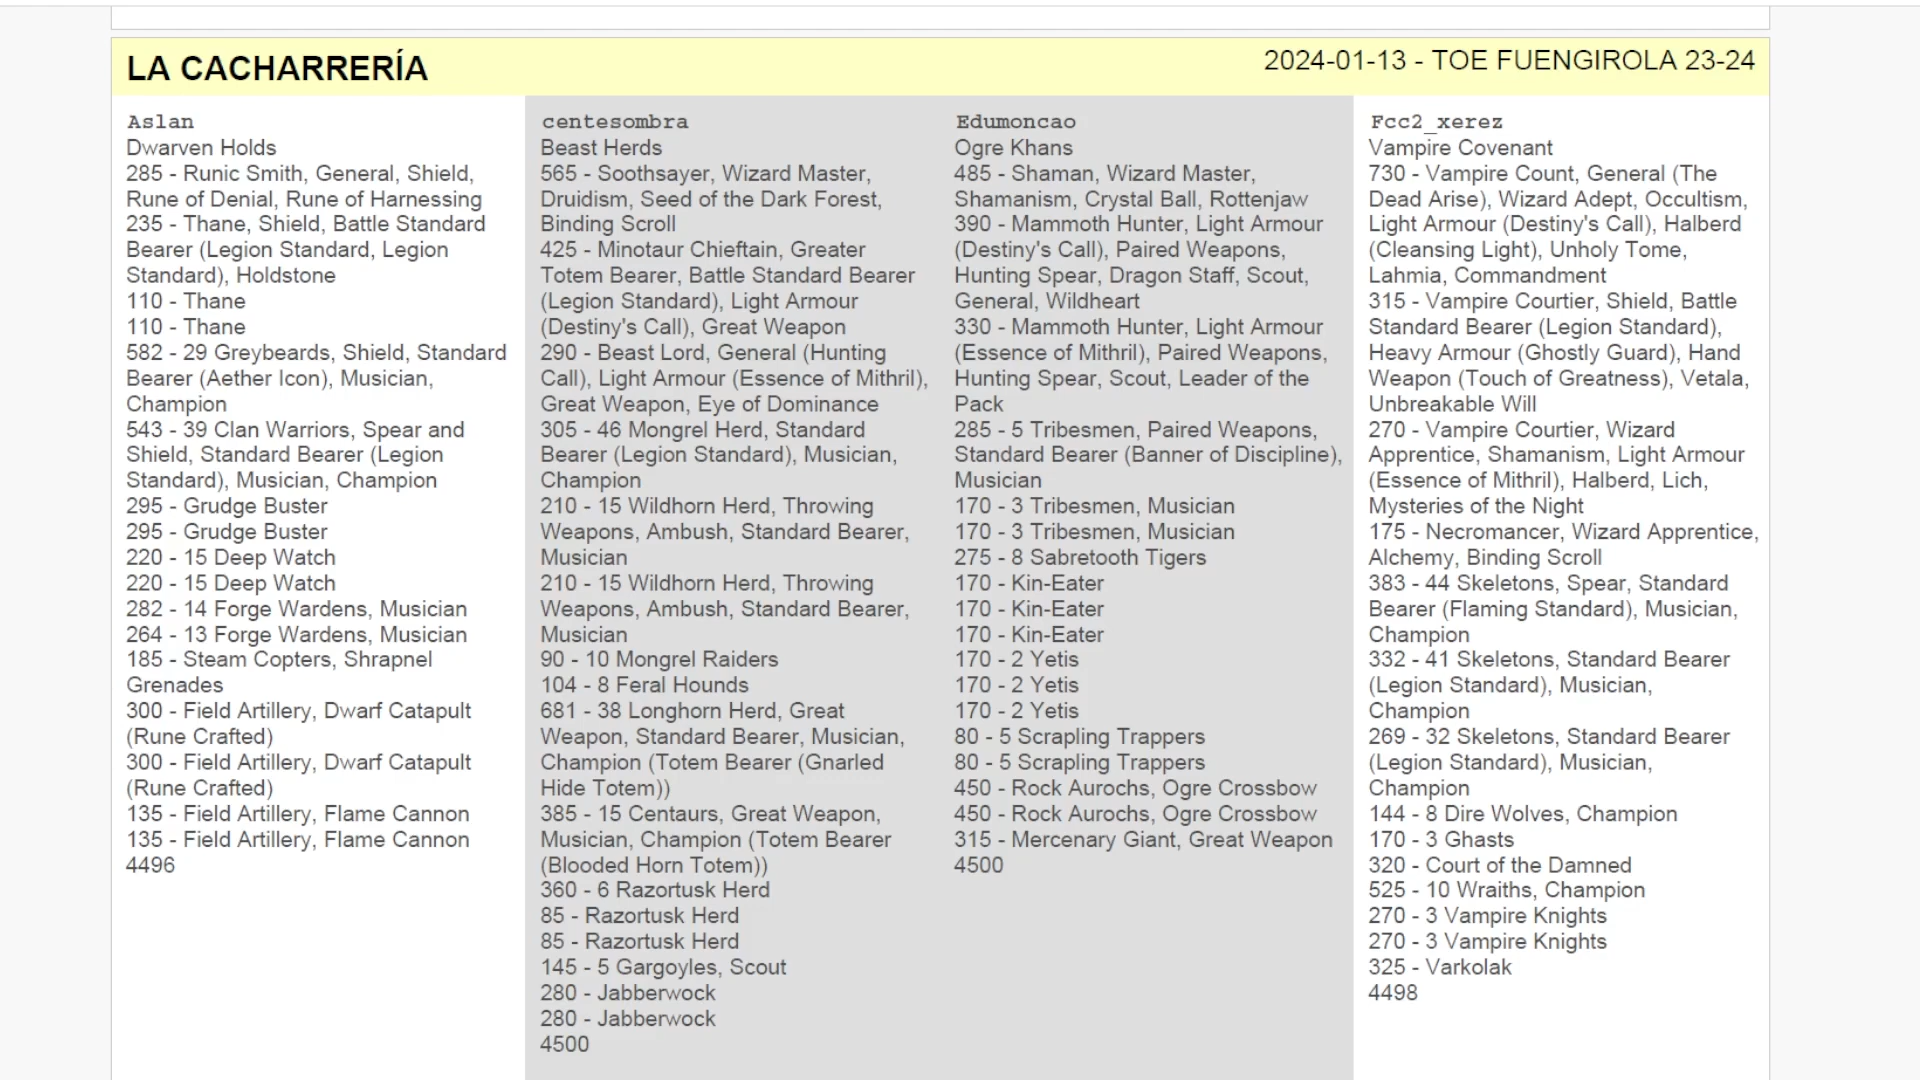 LA CACHARRERÍA
2024-01-13 - TOE FUENGIROLA 23-24
Aslan
Dwarven Holds
285 - Runic Smith, General, Shield,
Rune of Denial, Rune of Harnessing
235 - Thane, Shield, Battle Standard
Bearer (Legion Standard, Legion
Standard), Holdstone
110 - Thane
110 - Thane
582 - 29 Greybeards, Shield, Standard
Bearer (Aether Icon), Musician,
Champion
543 - 39 Clan Warriors, Spear and
Shield, Standard Bearer (Legion
Standard), Musician, Champion
295 - Grudge Buster
295 - Grudge Buster
220 - 15 Deep Watch
220 - 15 Deep Watch
282 - 14 Forge Wardens, Musician
264 - 13 Forge Wardens, Musician
185 - Steam Copters, Shrapnel
Grenades
300 - Field Artillery, Dwarf Catapult
(Rune Crafted)
300 - Field Artillery, Dwarf Catapult
(Rune Crafted)
135 - Field Artillery, Flame Cannon
135 - Field Artillery, Flame Cannon
4496
centesombra
Beast Herds
565 - Soothsayer, Wizard Master,
Druidism, Seed of the Dark Forest,
Binding Scroll
425 - Minotaur Chieftain, Greater
Totem Bearer, Battle Standard Bearer
(Legion Standard), Light Armour
(Destiny's Call), Great Weapon
290 - Beast Lord, General (Hunting
Call), Light Armour (Essence of Mithril),
Great Weapon, Eye of Dominance
305 - 46 Mongrel Herd, Standard
Bearer (Legion Standard), Musician,
Champion
210 - 15 Wildhorn Herd, Throwing
Weapons, Ambush, Standard Bearer,
Musician
210 - 15 Wildhorn Herd, Throwing
Weapons, Ambush, Standard Bearer,
Musician
90 - 10 Mongrel Raiders
104 - 8 Feral Hounds
681 - 38 Longhorn Herd, Great
Weapon, Standard Bearer, Musician,
Champion (Totem Bearer (Gnarled
Hide Totem))
385 - 15 Centaurs, Great Weapon,
Musician, Champion (Totem Bearer
(Blooded Horn Totem))
360 - 6 Razortusk Herd
85 - Razortusk Herd
85 - Razortusk Herd
145 - 5 Gargoyles, Scout
280 - Jabberwock
280 - Jabberwock
4500
Edumoncao
Ogre Khans
485 - Shaman, Wizard Master,
Shamanism, Crystal Ball, Rottenjaw
390 - Mammoth Hunter, Light Armour
(Destiny's Call), Paired Weapons,
Hunting Spear, Dragon Staff, Scout,
General, Wildheart
330 - Mammoth Hunter, Light Armour
(Essence of Mithril), Paired Weapons,
Hunting Spear, Scout, Leader of the
Pack
285 - 5 Tribesmen, Paired Weapons,
Standard Bearer (Banner of Discipline),
Musician
170 - 3 Tribesmen, Musician
170 - 3 Tribesmen, Musician
275 - 8 Sabretooth Tigers
170 - Kin-Eater
170 - Kin-Eater
170 - Kin-Eater
170 - 2 Yetis
170 - 2 Yetis
170 - 2 Yetis
80 - 5 Scrapling Trappers
80 - 5 Scrapling Trappers
450 - Rock Aurochs, Ogre Crossbow
450 - Rock Aurochs, Ogre Crossbow
315 - Mercenary Giant, Great Weapon
4500
Fcc2_xerez
Vampire Covenant
730 - Vampire Count, General (The
Dead Arise), Wizard Adept, Occultism,
Light Armour (Destiny's Call), Halberd
(Cleansing Light), Unholy Tome,
Lahmia, Commandment
315 - Vampire Courtier, Shield, Battle
Standard Bearer (Legion Standard),
Heavy Armour (Ghostly Guard), Hand
Weapon (Touch of Greatness), Vetala,
Unbreakable Will
270 - Vampire Courtier, Wizard
Apprentice, Shamanism, Light Armour
(Essence of Mithril), Halberd, Lich,
Mysteries of the Night
175 - Necromancer, Wizard Apprentice,
Alchemy, Binding Scroll
383 - 44 Skeletons, Spear, Standard
Bearer (Flaming Standard), Musician,
Champion
332 - 41 Skeletons, Standard Bearer
(Legion Standard), Musician,
Champion
269 - 32 Skeletons, Standard Bearer
(Legion Standard), Musician,
Champion
144 - 8 Dire Wolves, Champion
170 - 3 Ghasts
320 - Court of the Damned
525 - 10 Wraiths, Champion
270 - 3 Vampire Knights
270 - 3 Vampire Knights
325 - Varkolak
4498